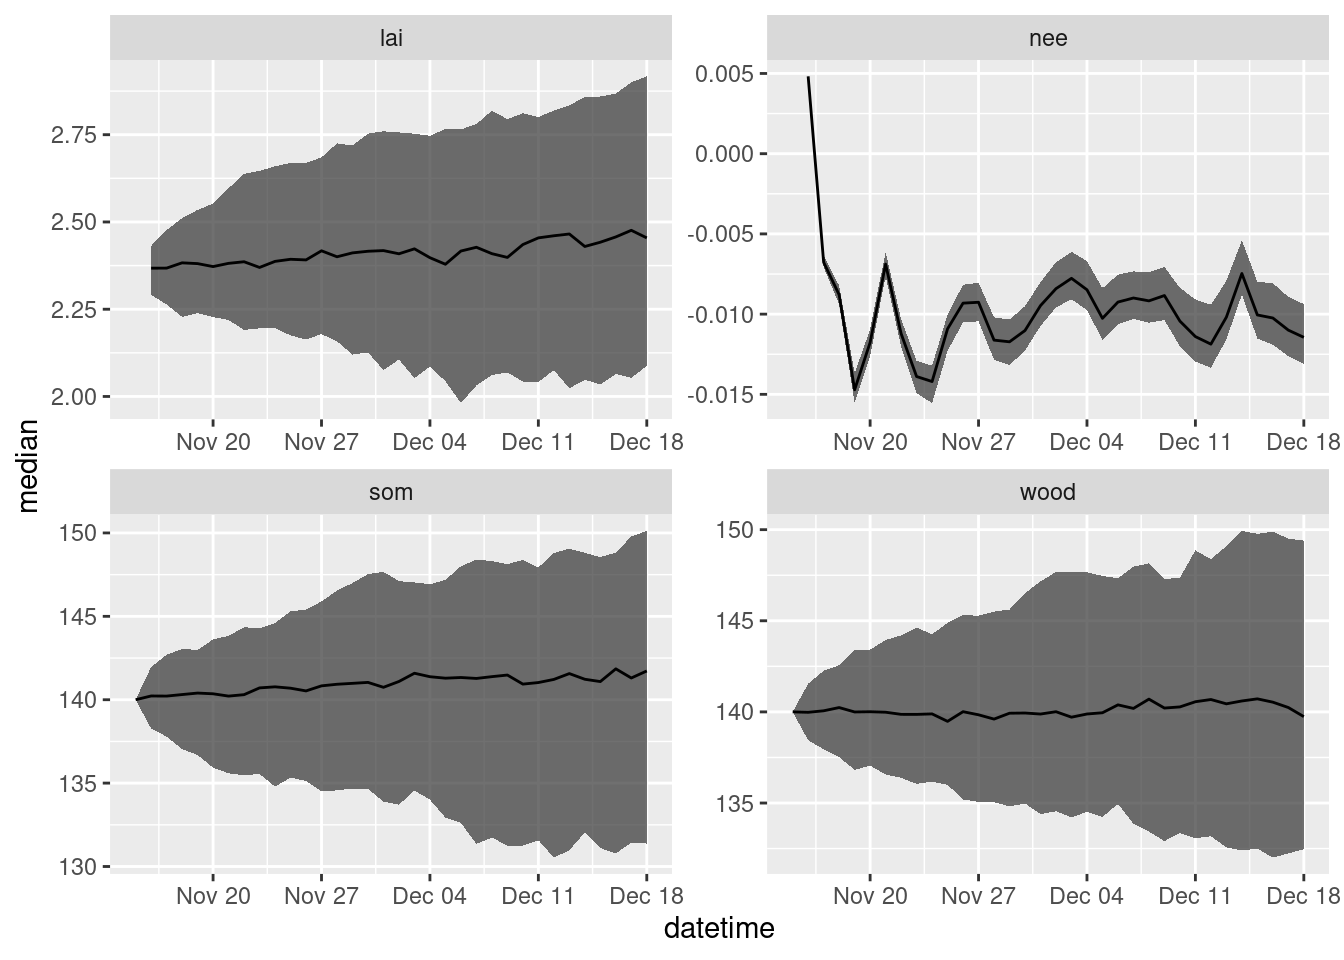 lai
2.75
2.50
2.25
2.00
Nov 20 Nov 27 Dec 04 Dec 11 Dec 18
nee
0.005
0.000
-0.005
-0.010
-0.015
Nov 20 Nov 27 Dec 04 Dec 11 Dec 18
median
som
150
145
140
135
130
Nov 20 Nov 27 Dec 04 Dec 11 Dec 18
wood
150
145
140
135
Nov 20 Nov 27 Dec 04 Dec 11 Dec 18
datetime